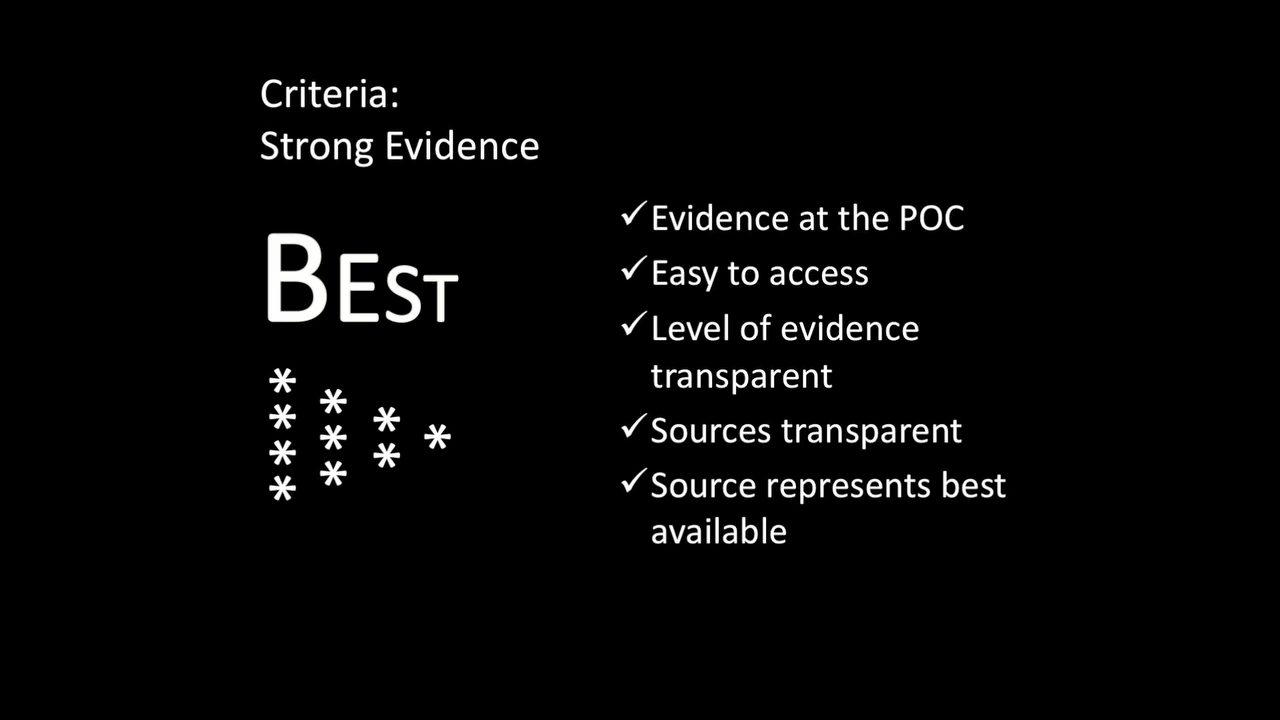 Criteria:
Strong Evidence
BEST
* * * *
* * *
* *
*
✓Evidence at the POC
✓Easy to access
✓Level of evidence
transparent
✓Sources transparent
✓Source represents best
available